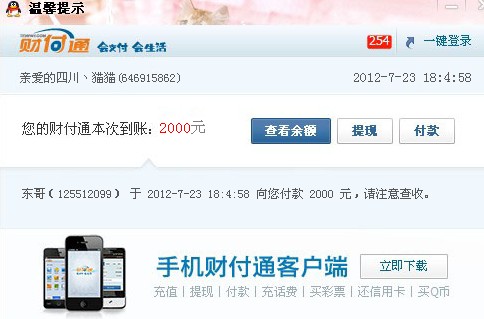 温馨提示
财付通 会支付 会生活
254 一键登录
亲爱的四川丶猫猫(646915862) 2012-7-23 18:4:58
您的财付通本次到账: 2000元 查看余额 提现 付款
东哥(125512099) 于 2012-7-23 18:4:58 向您付款 2000 元,请注意查收。
手机财付通客户端 立即下载
充值|提现|付款|充话费|买彩票|还信用卡|买Q币